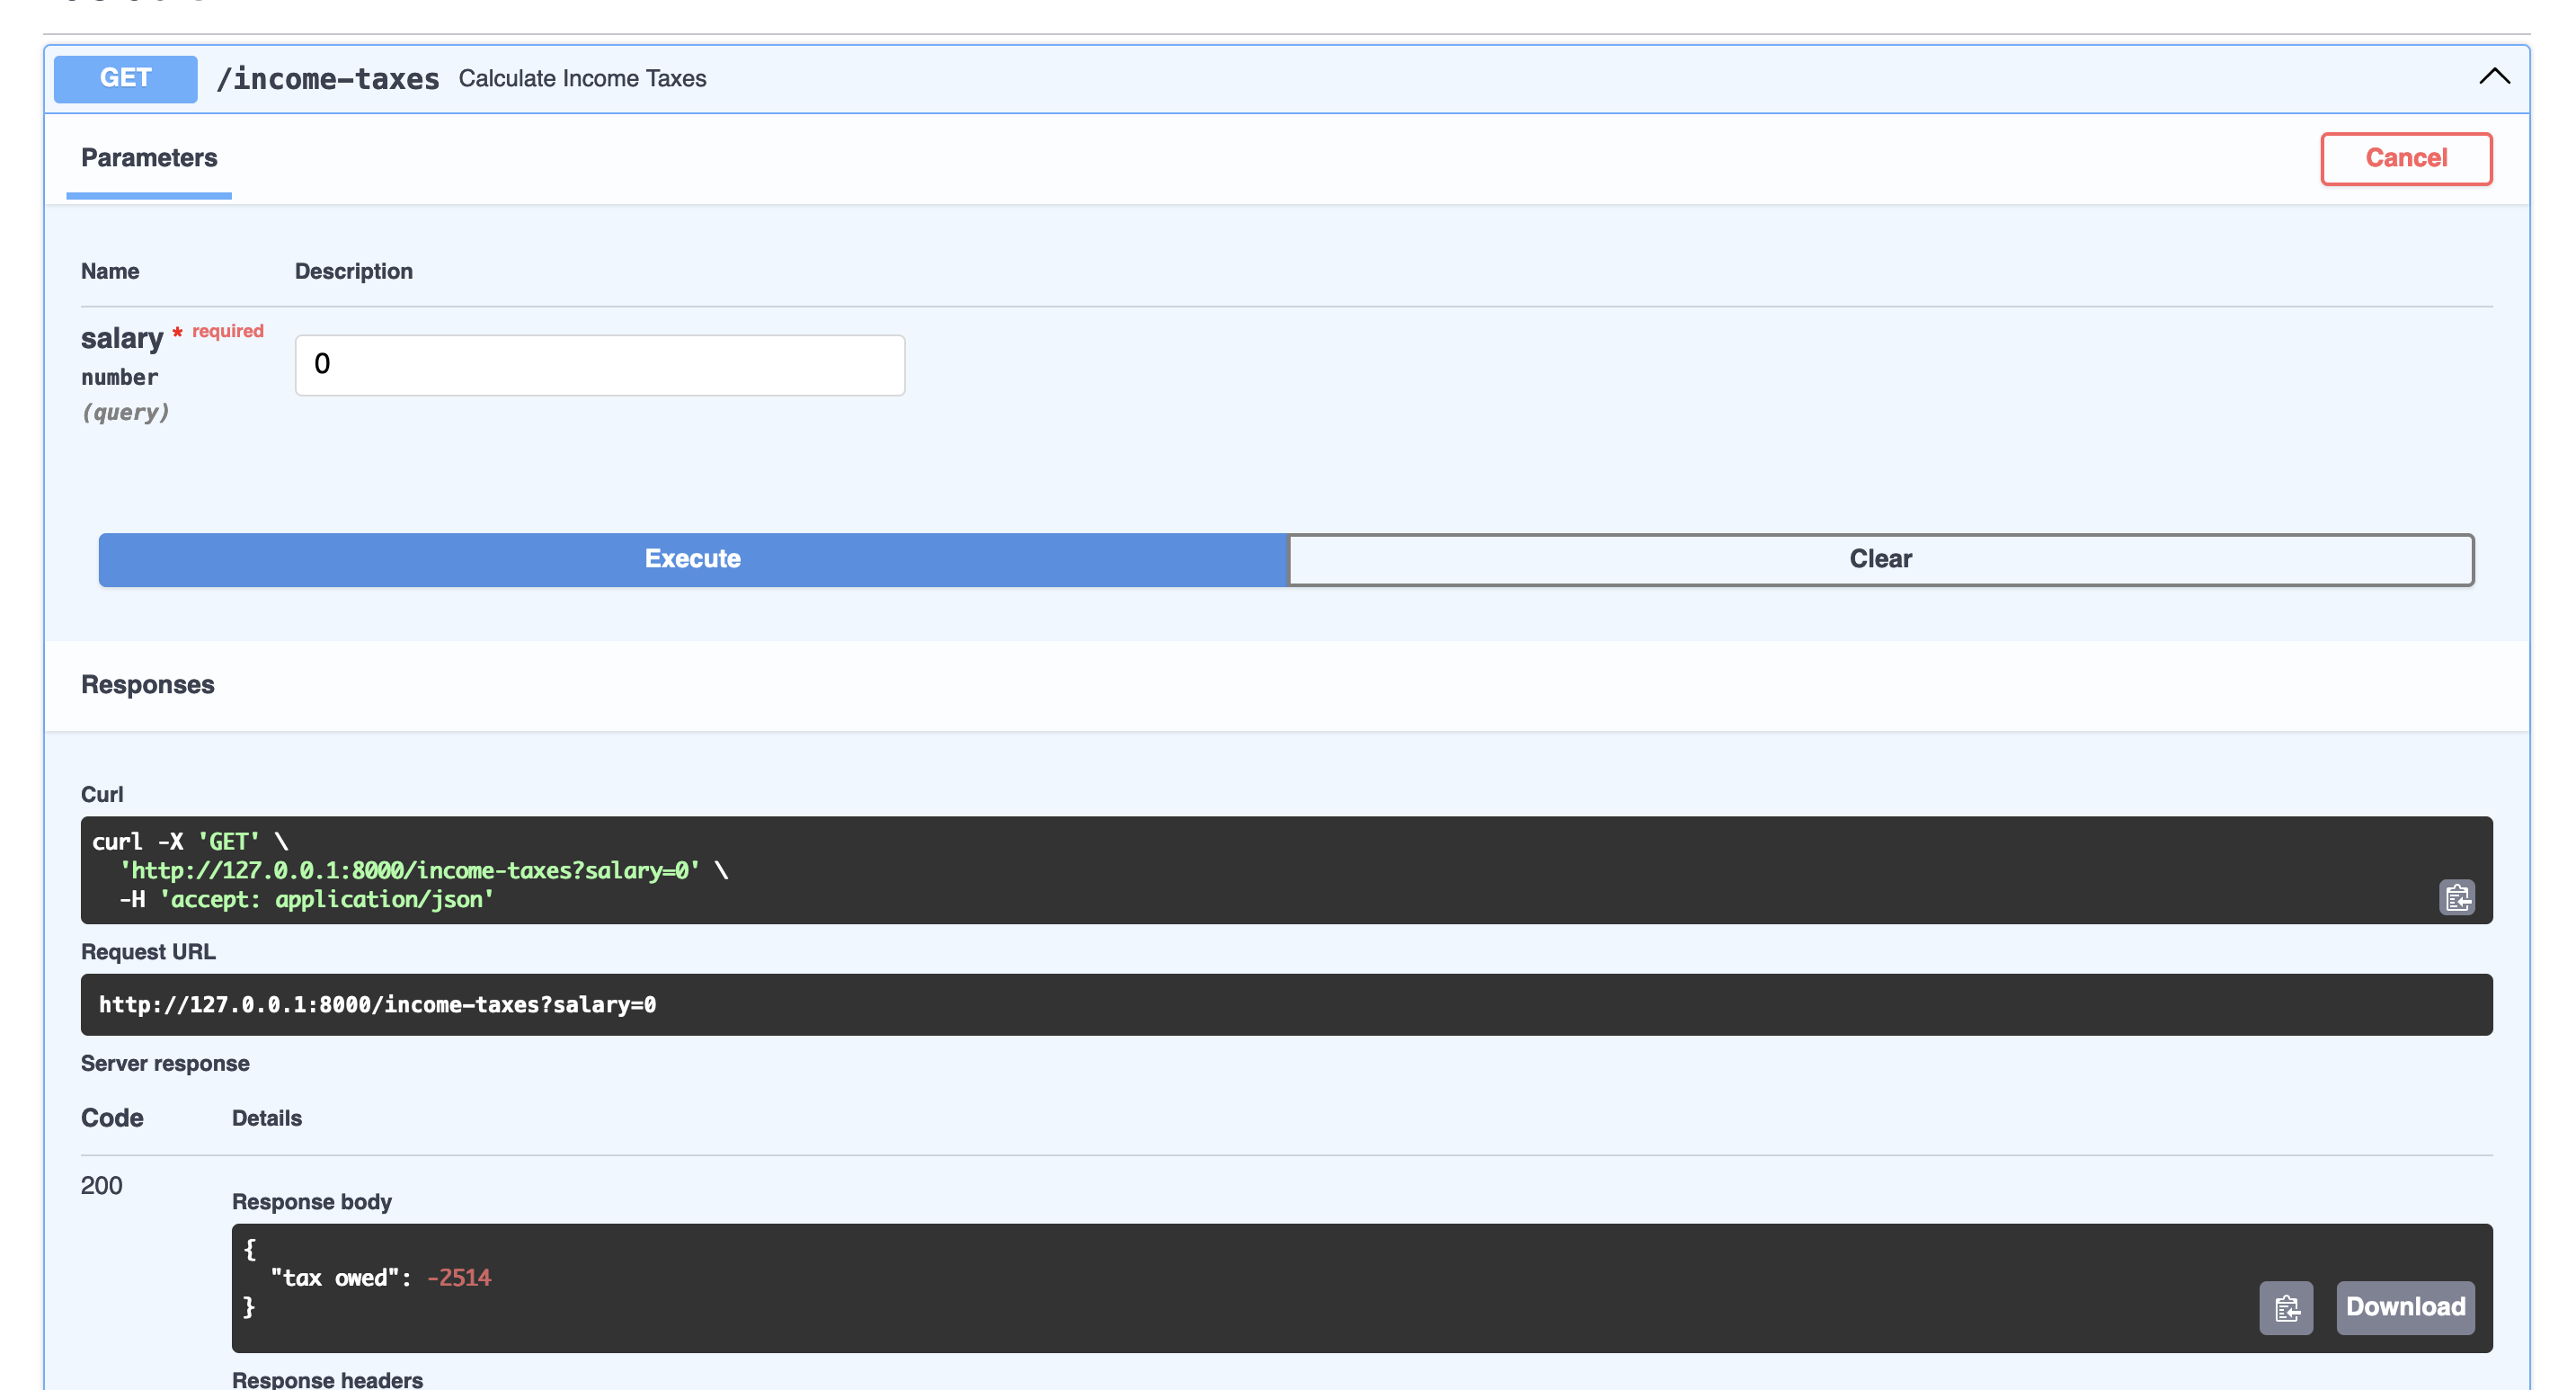 GET /income-taxes Calculate Income Taxes
Parameters
Cancel
Name Description
salary * required
number
(query)
0
Execute
Clear
Responses
Curl
curl -X 'GET' \
'http://127.0.0.1:8000/income-taxes?salary=0' \
-H 'accept: application/json'
Request URL
http://127.0.0.1:8000/income-taxes?salary=0
Server response
Code Details
200
Response body
{
"tax owed": -2514
}
Download
Response headers